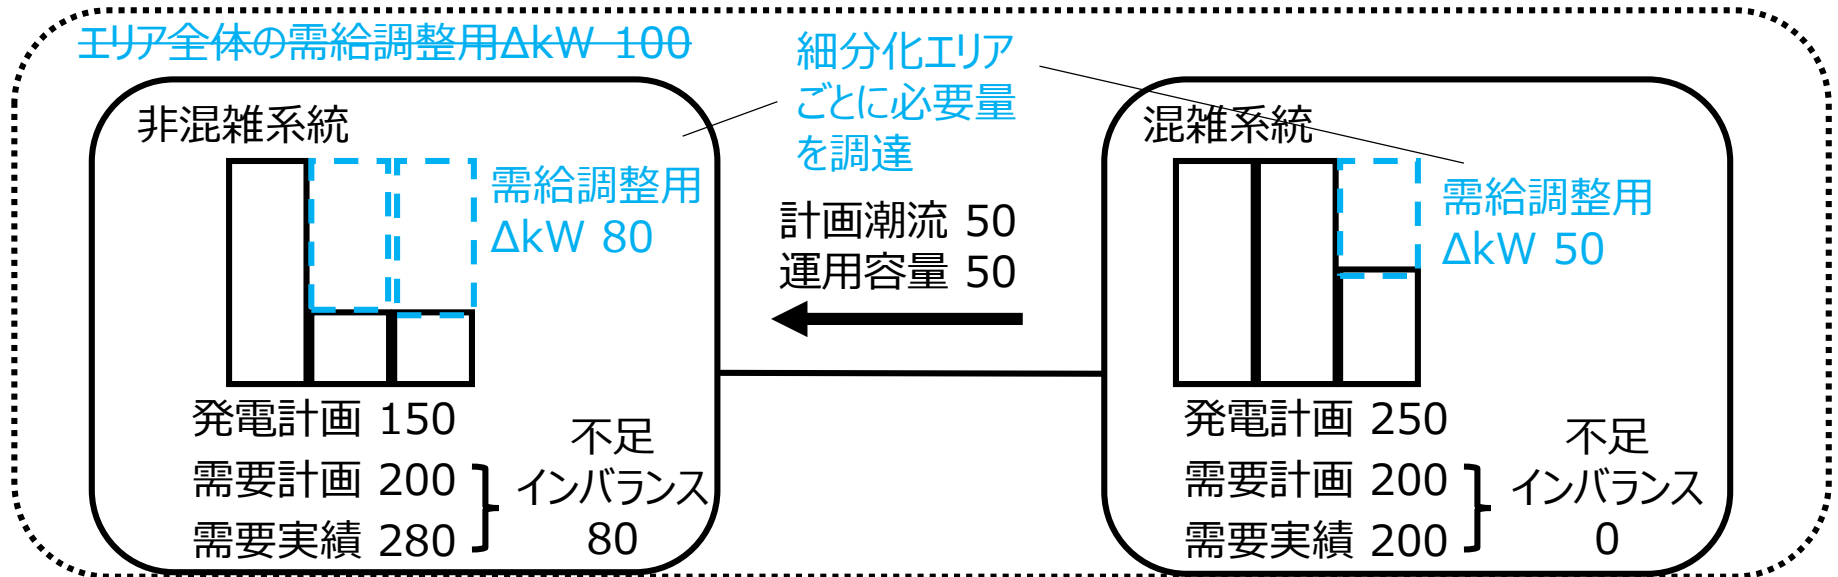 エリア全体の需給調整用ΔkW 100
細分化エリア
ごとに必要量
を調達
非混雑系統
需給調整用
ΔkW 80
計画潮流 50
運用容量 50
発電計画 150
需要計画 200
需要実績 280
不足
インバランス
80
混雑系統
需給調整用
ΔkW 50
発電計画 250
需要計画 200
需要実績 200
不足
インバランス
0